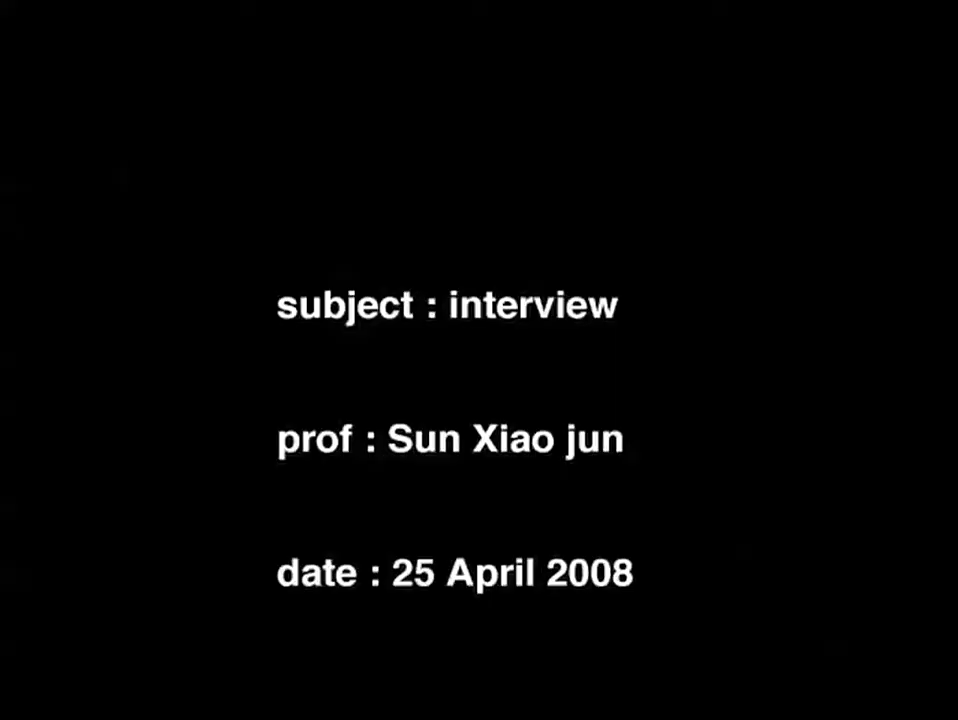 subject : interview
prof : Sun Xiao jun
date : 25 April 2008